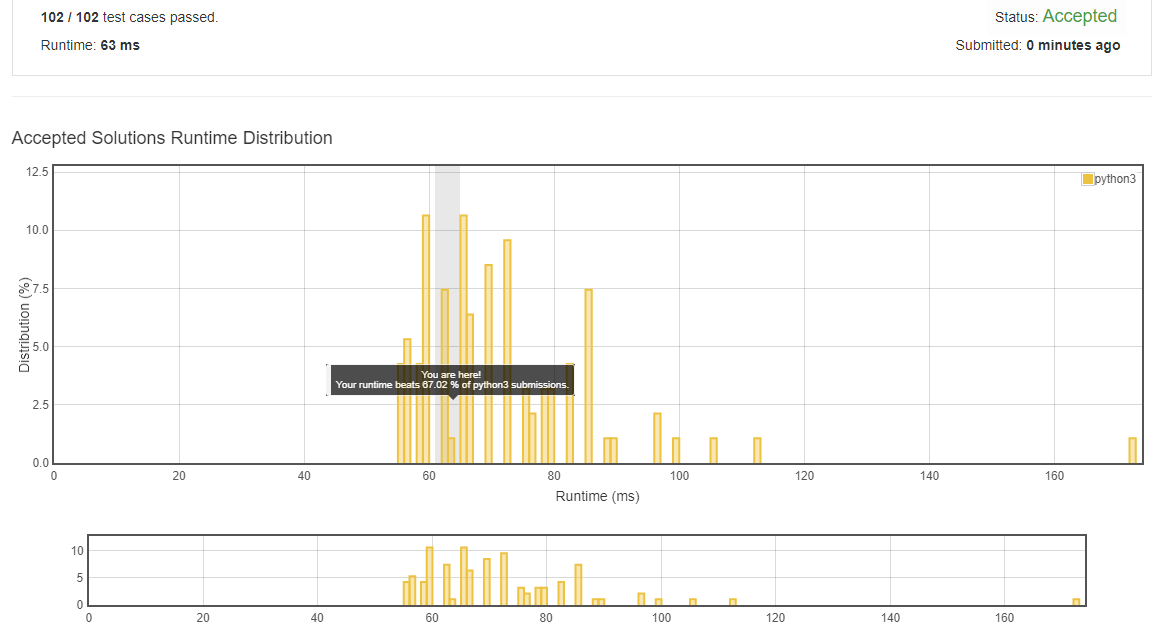 102 / 102 test cases passed.
Status: Accepted
Runtime: 63 ms
Submitted: 0 minutes ago
Accepted Solutions Runtime Distribution
12.5
python3
10.0
7.5
5.0
2.5
0.0
Distribution (%)
You are here!
Your runtime beats 67.02 % of python3 submissions.
0 20 40 60 80 100 120 140 160
Runtime (ms)
10
5
0
0 20 40 60 80 100 120 140 160